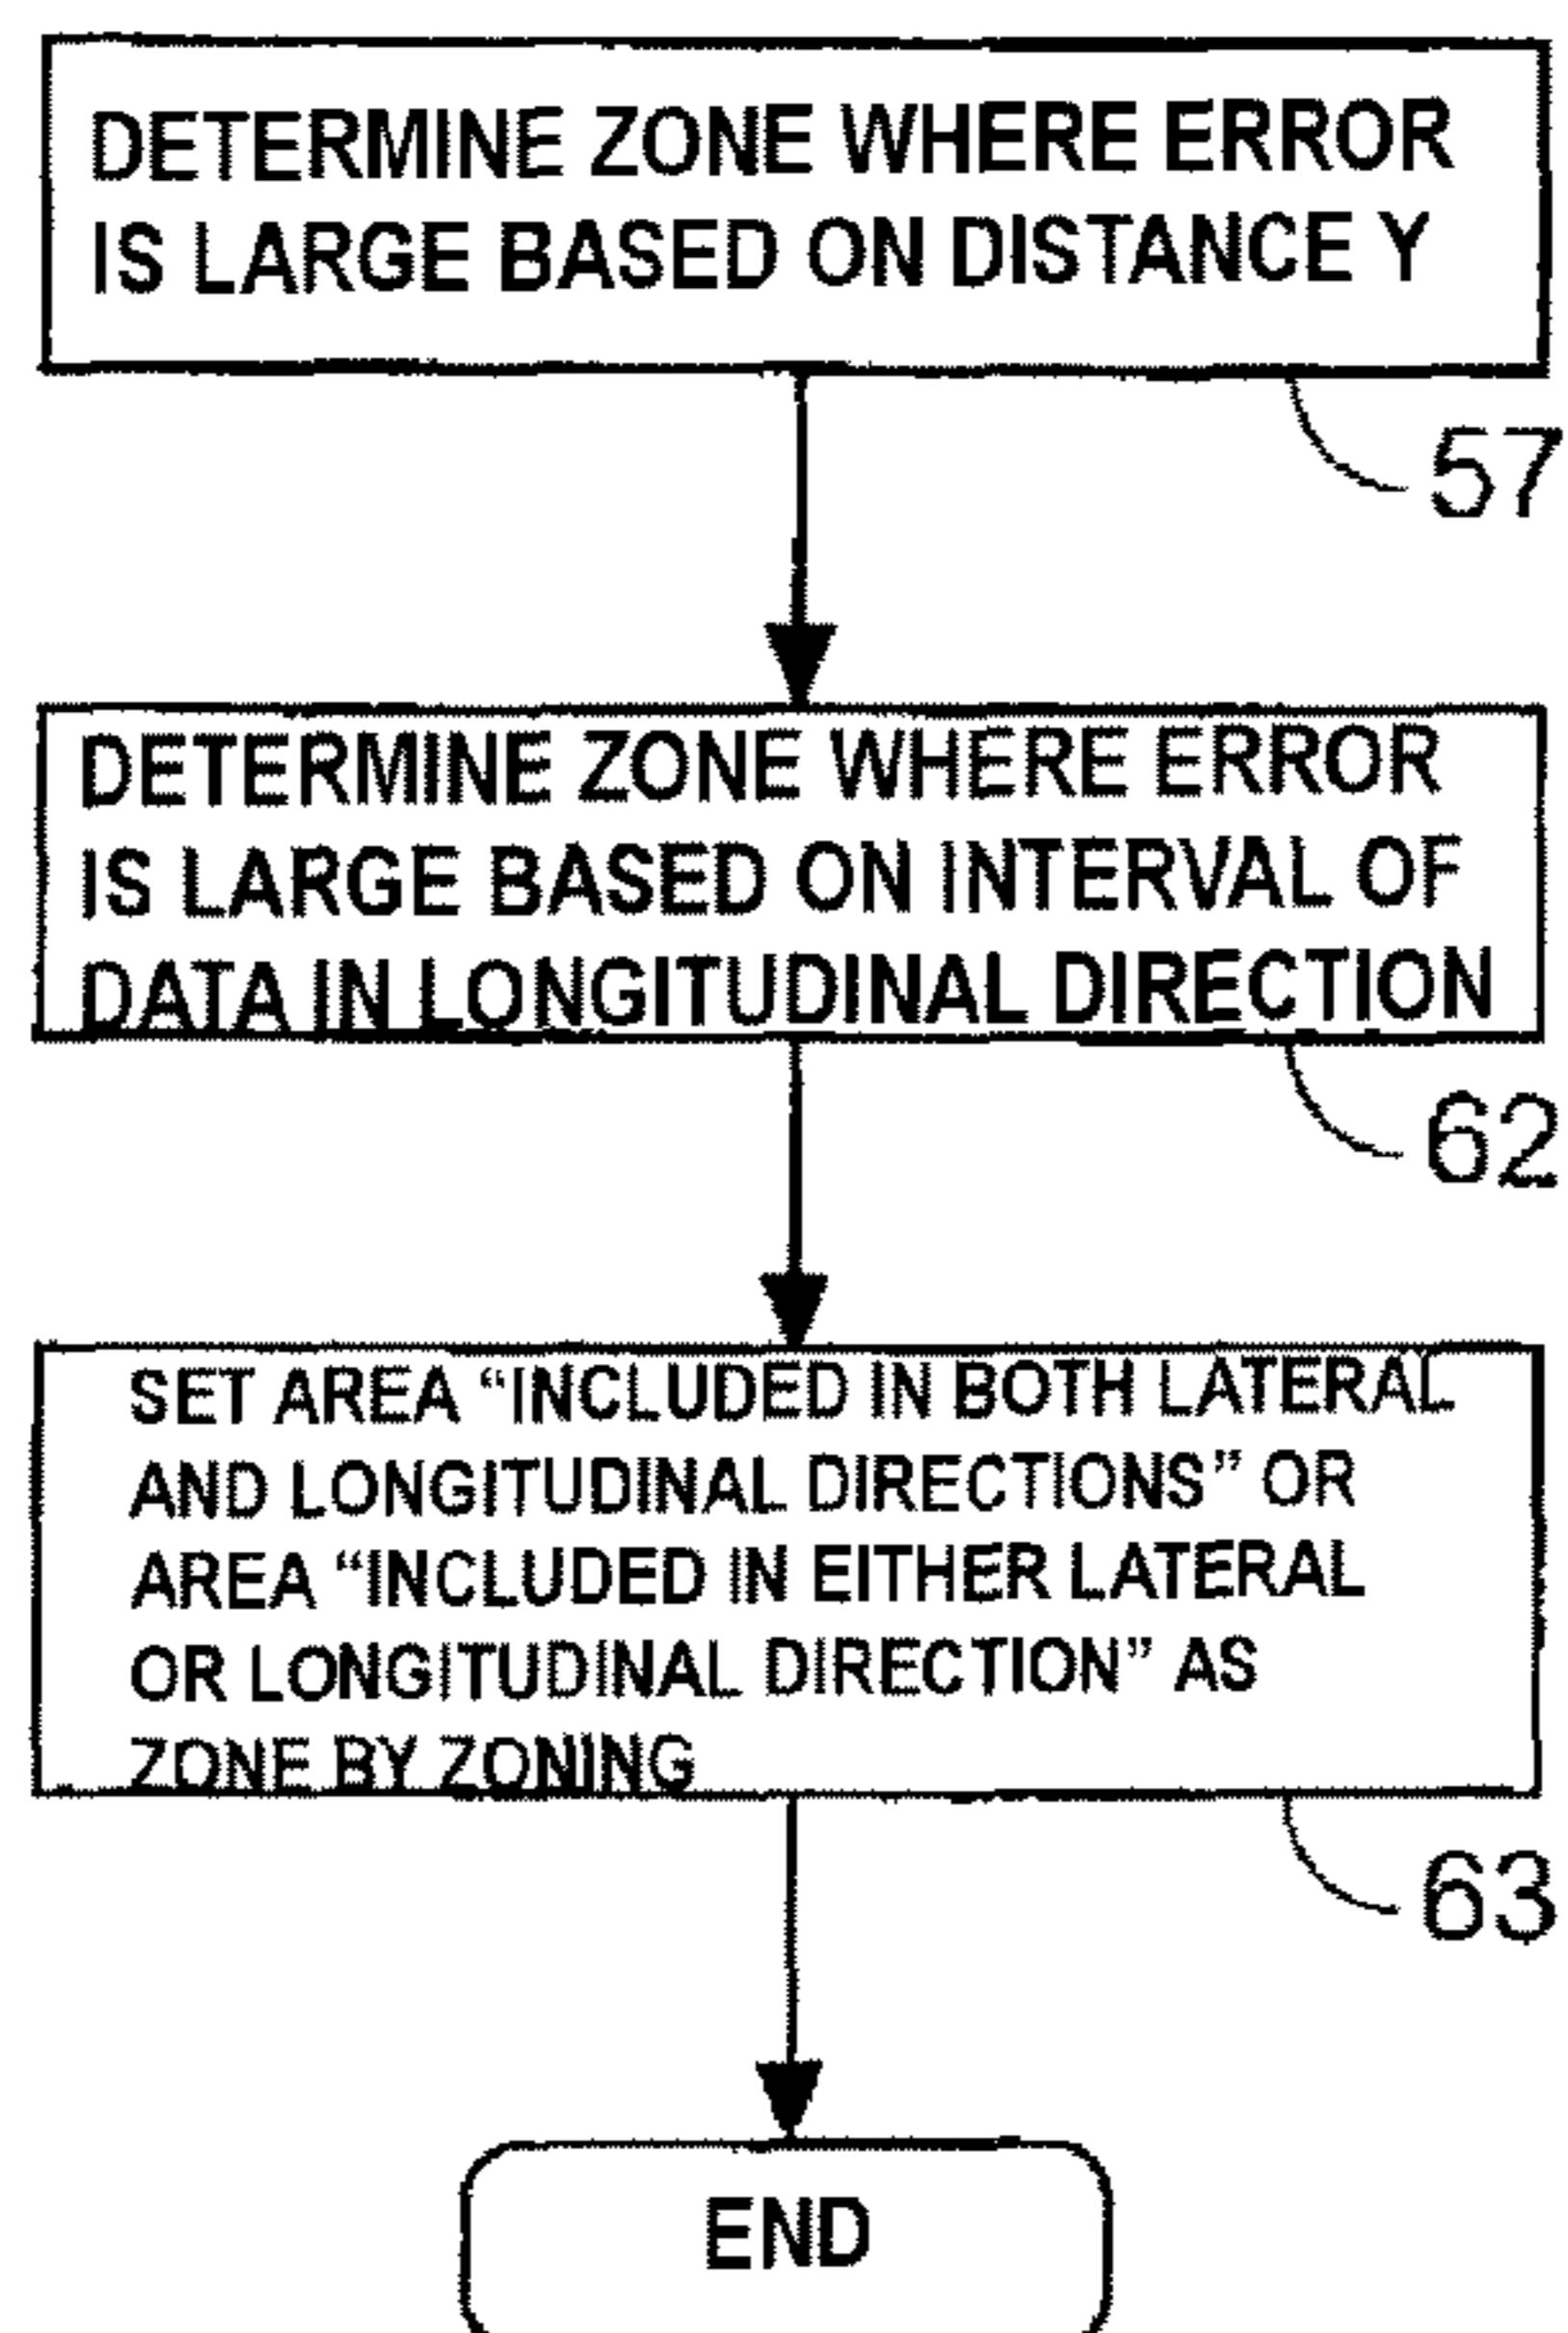 DETERMINE ZONE WHERE ERROR
IS LARGE BASED ON DISTANCE Y
57
DETERMINE ZONE WHERE ERROR
IS LARGE BASED ON INTERVAL OF
DATA IN LONGITUDINAL DIRECTION
62
SET AREA “INCLUDED IN BOTH LATERAL
AND LONGITUDINAL DIRECTIONS” OR
AREA “INCLUDED IN EITHER LATERAL
OR LONGITUDINAL DIRECTION” AS
ZONE BY ZONING
63
END